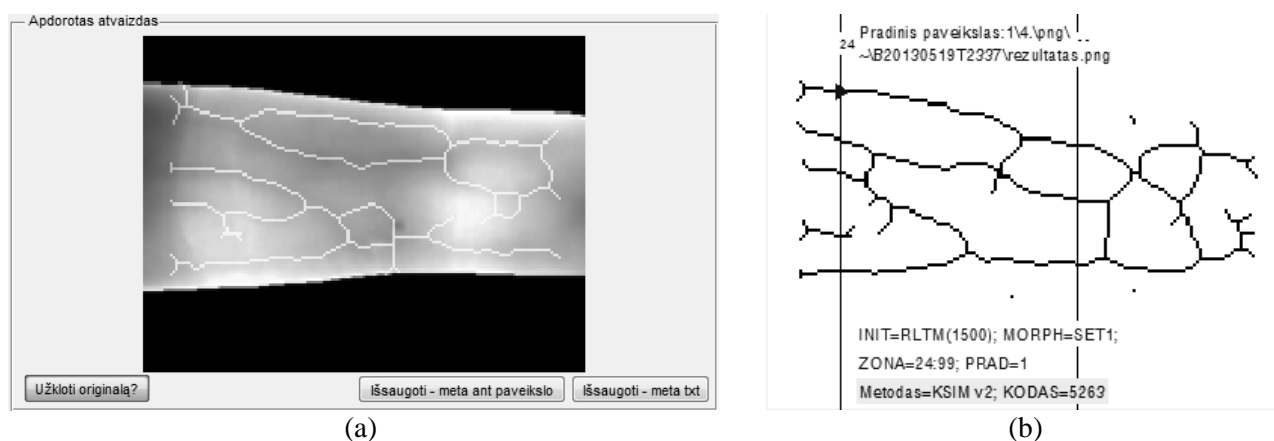 Apdorotas atvaizdas
Užkloti originalą?
Išsaugoti - meta ant paveikslo
Išsaugoti - meta txt
(a)
24
Pradinis paveikslas:1\4.\png\
~\B20130519T2337\rezultatas.png
INIT=RLTM(1500); MORPH=SET1;
ZONA=24:99; PRAD=1
Metodas=KSIM v2; KODAS=5263
(b)